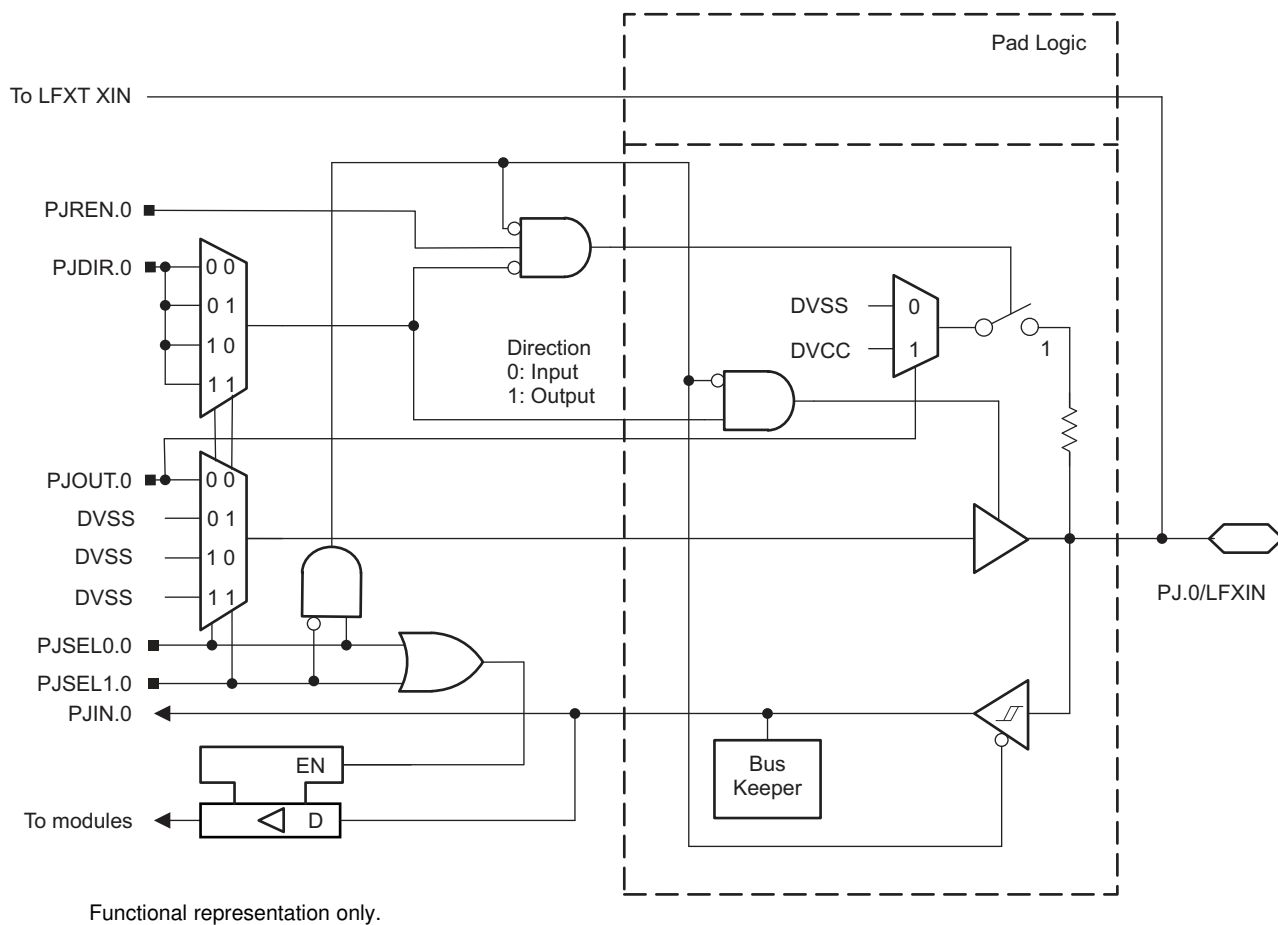 Pad Logic
To LFXT XIN
PJREN.0
PJDIR.0
0 0
0 1
1 0
1 1
Direction
0: Input
1: Output
DVSS
0
DVCC
1
1
PJOUT.0
0 0
DVSS
0 1
DVSS
1 0
DVSS
1 1
PJ.0/LFXIN
PJSEL0.0
PJSEL1.0
PJIN.0
Bus
Keeper
EN
To modules
D
Functional representation only.